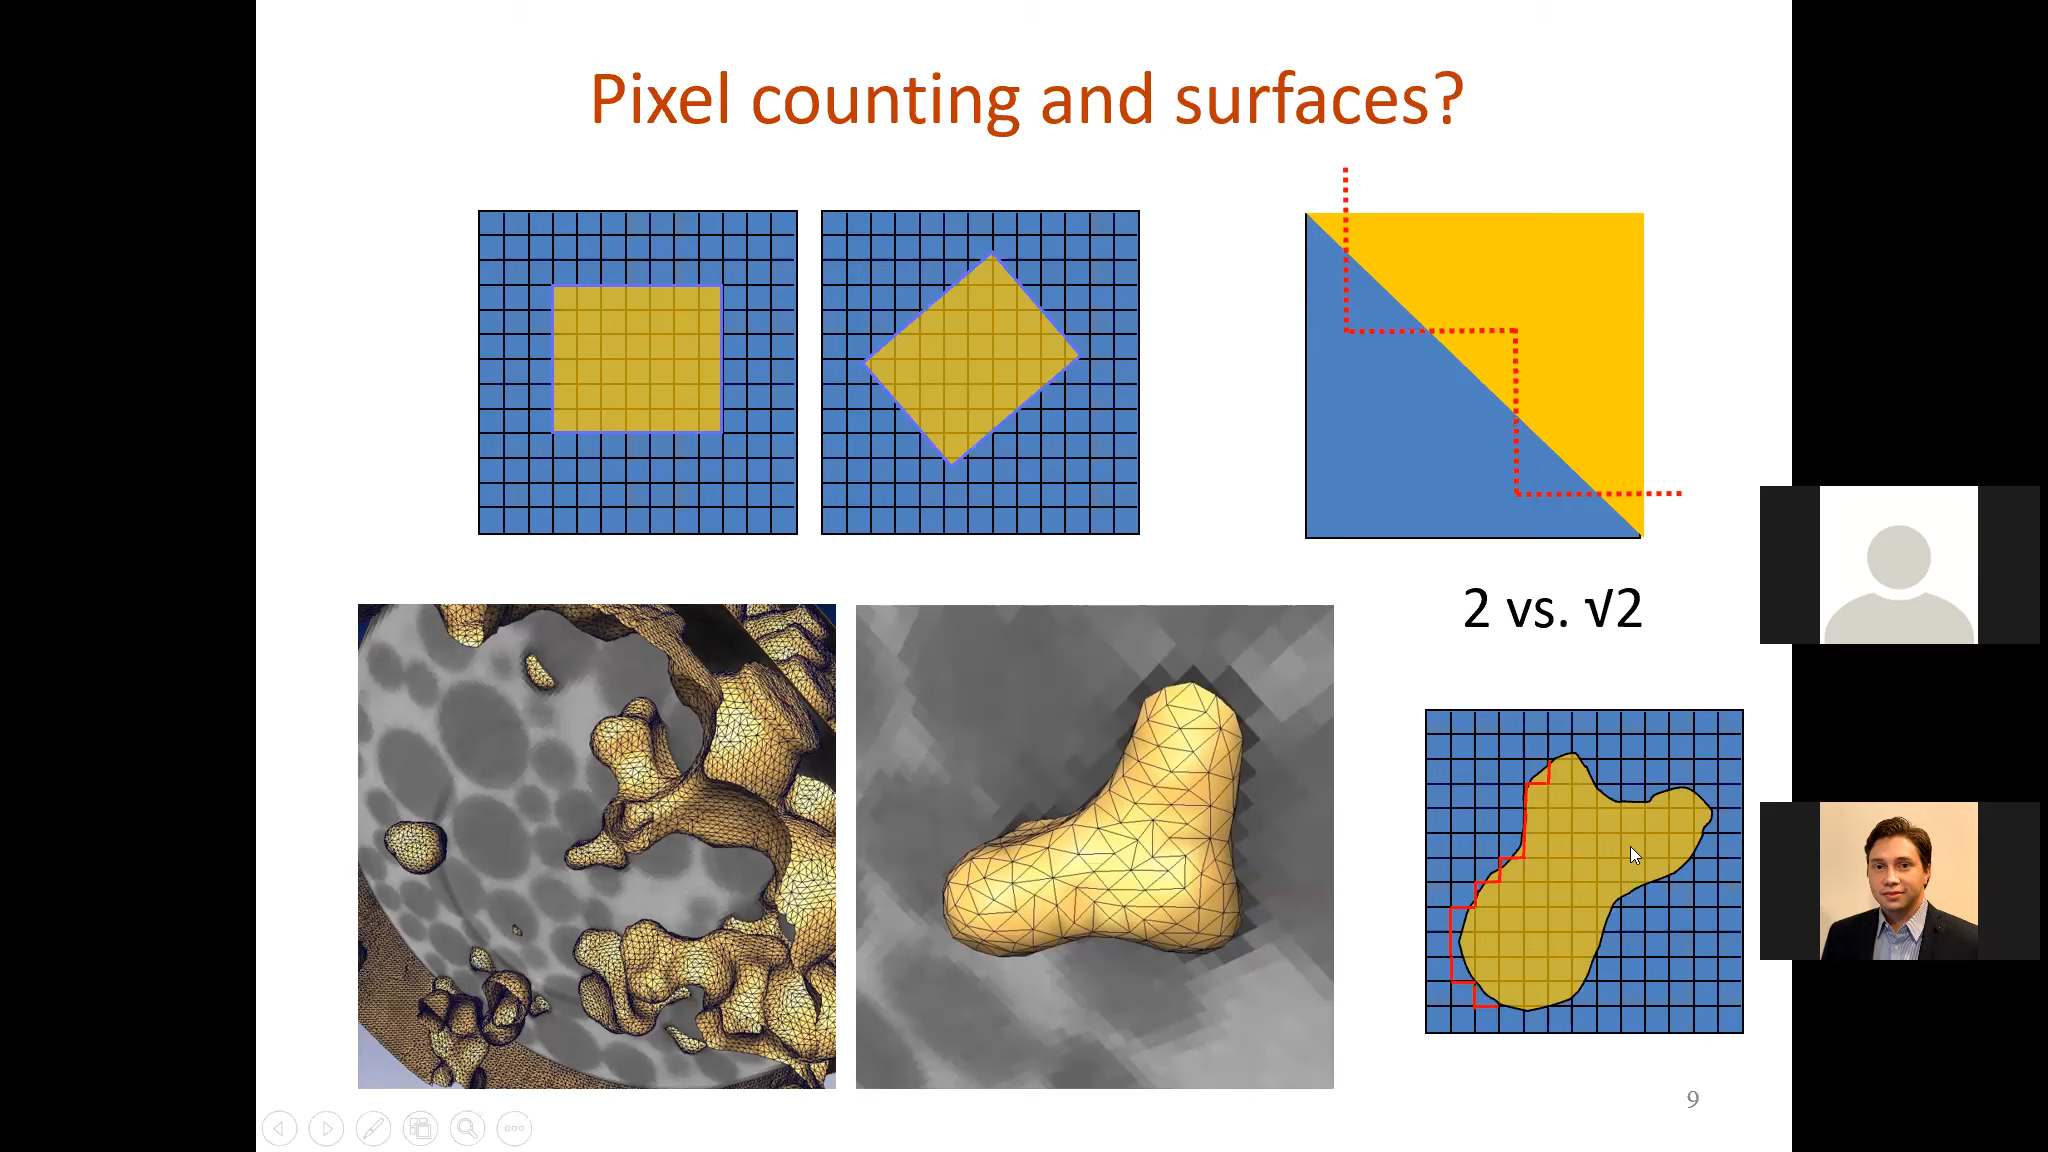 Pixel counting and surfaces?
2 vs. √2
9